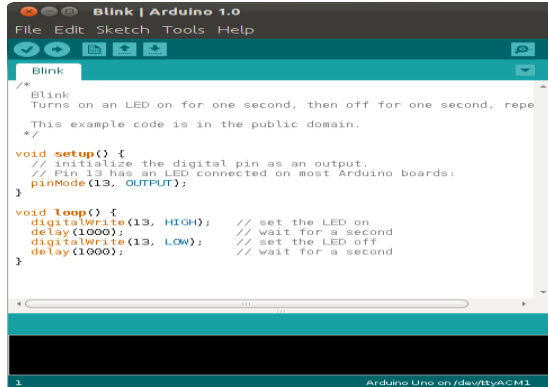 Blink | Arduino 1.0
File Edit Sketch Tools Help
Blink
/*
  Blink
  Turns on an LED on for one second, then off for one second, repe

  This example code is in the public domain.
 */

void setup() {
  // initialize the digital pin as an output.
  // Pin 13 has an LED connected on most Arduino boards:
  pinMode(13, OUTPUT);
}

void loop() {
  digitalWrite(13, HIGH);   // set the LED on
  delay(1000);              // wait for a second
  digitalWrite(13, LOW);    // set the LED off
  delay(1000);              // wait for a second
}
1
Arduino Uno on /dev/ttyACM1